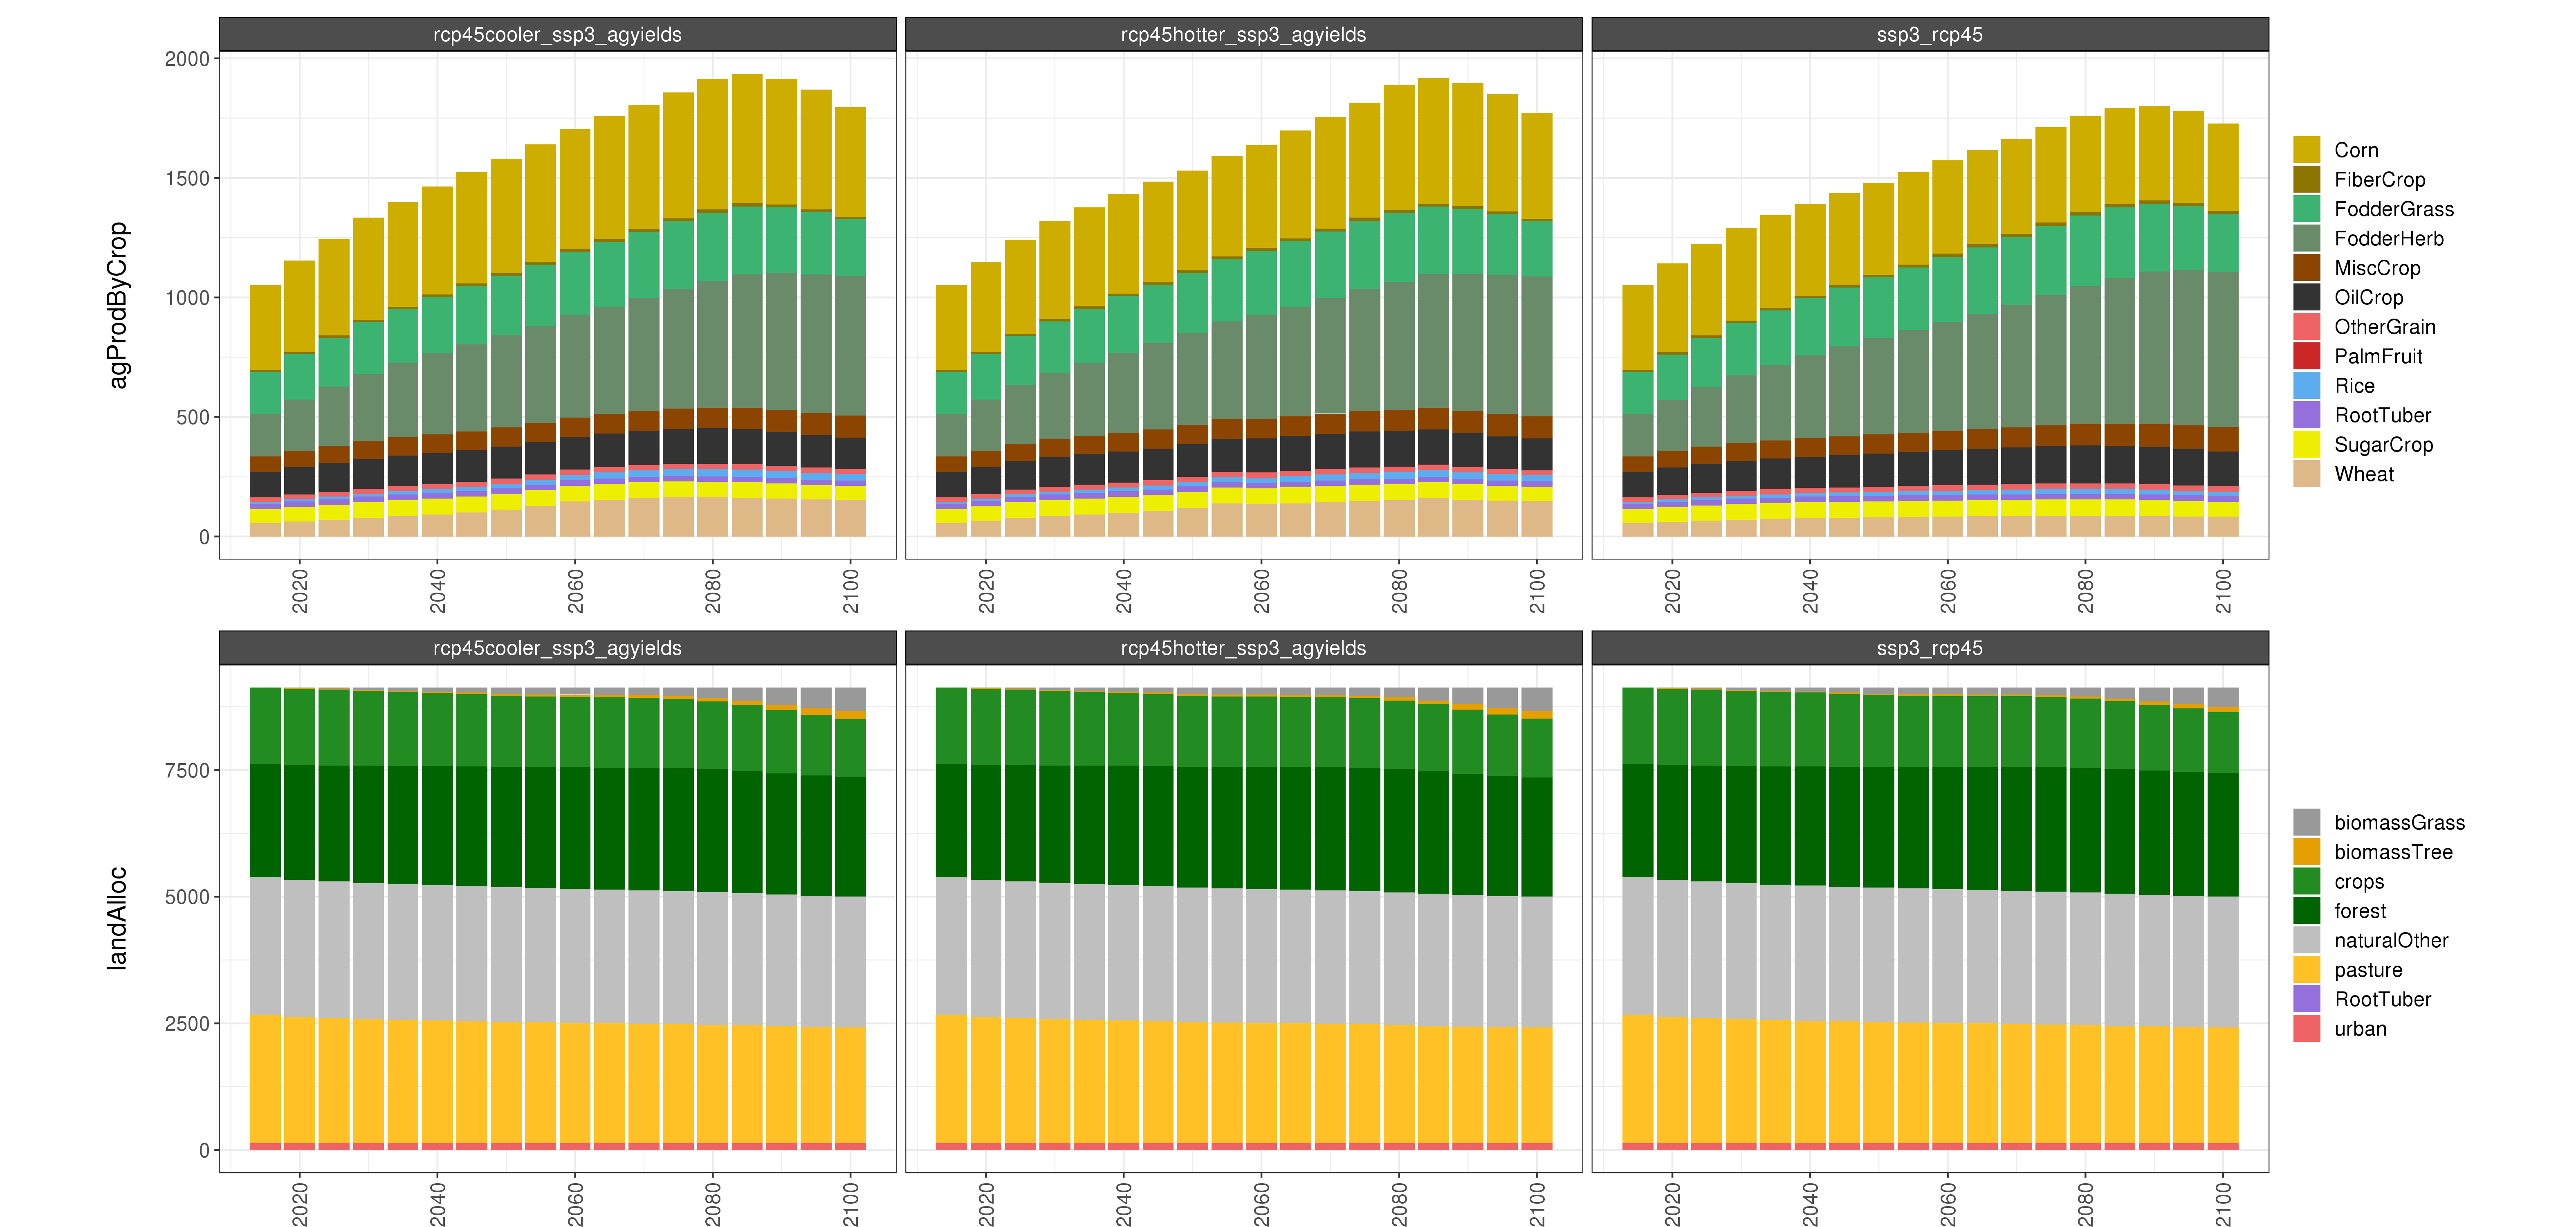 rcp45cooler_ssp3_agyields
rcp45hotter_ssp3_agyields
ssp3_rcp45
agProdByCrop
2000
1500
1000
500
0
2020
2040
2060
2080
2100
2020
2040
2060
2080
2100
2020
2040
2060
2080
2100
Corn
FiberCrop
FodderGrass
FodderHerb
MiscCrop
OilCrop
OtherGrain
PalmFruit
Rice
RootTuber
SugarCrop
Wheat
rcp45cooler_ssp3_agyields
rcp45hotter_ssp3_agyields
ssp3_rcp45
landAlloc
7500
5000
2500
0
2020
2040
2060
2080
2100
2020
2040
2060
2080
2100
2020
2040
2060
2080
2100
biomassGrass
biomassTree
crops
forest
naturalOther
pasture
RootTuber
urban